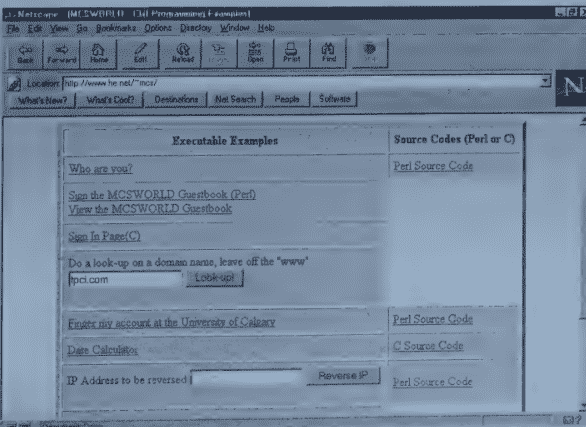 Netscape - [MCSWORLD - CGI Programming Examples]
File Edit View Go Bookmarks Options Directory Window Help
Back Forward Home Edit Reload Open Print Find
Location: http://www.he.net/~mcs/
What's New? What's Cool? Destinations Net Search People Software
Executable Examples Source Codes (Perl or C)
Who are you? Perl Source Code
Sign the MCSWORLD Guestbook (Perl)
View the MCSWORLD Guestbook
Sign In Page(C)
Do a look-up on a domain name, leave off the "www"
tpci.com Look-up!
Finger my account at the University of Calgary Perl Source Code
Date Calculator C Source Code
IP Address to be reversed Reverse IP Perl Source Code